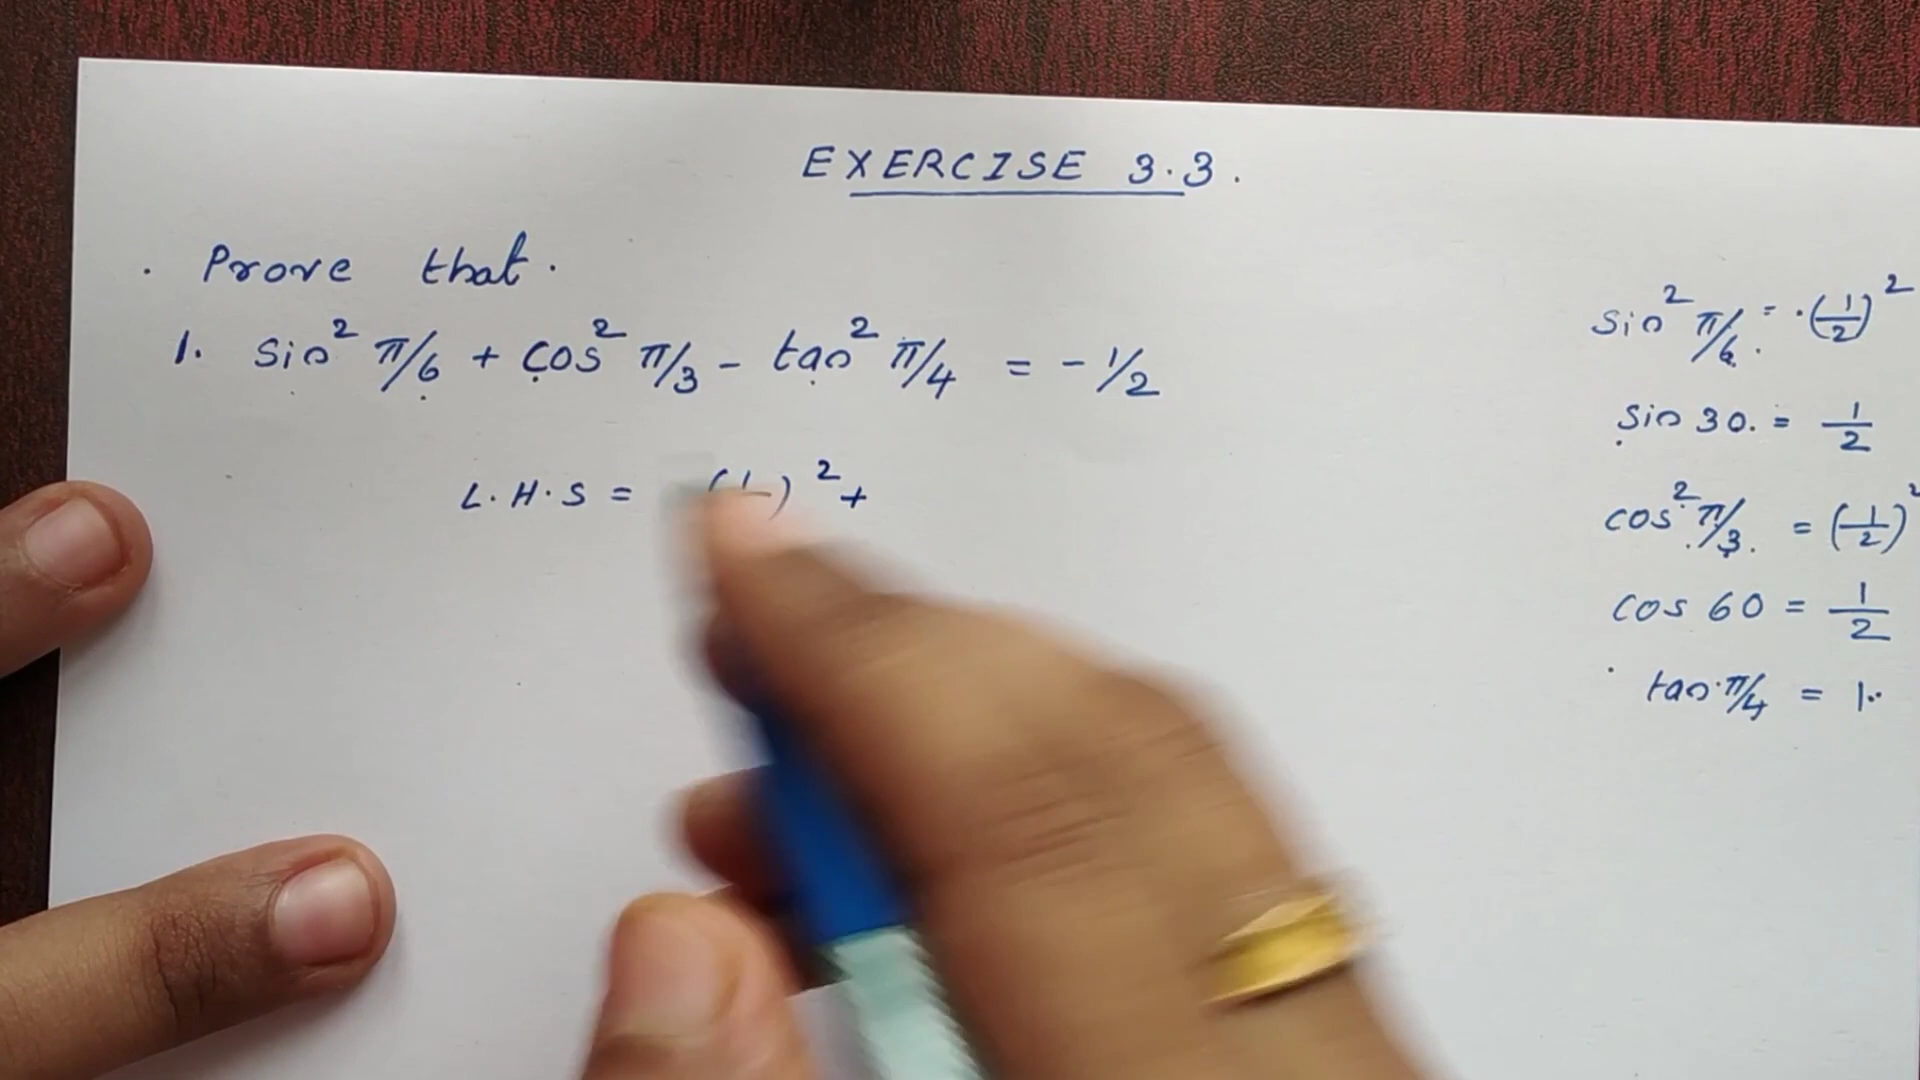 EXERCISE 3.3.
Prove that.
1. sin² π/6 + cos² π/3 - tan² π/4 = - 1/2
L.H.S = (1/ )² +
sin² π/6 = (1/2)²
sin 30. = 1/2
cos² π/3. = (1/2)²
cos 60 = 1/2
tan π/4 = 1.